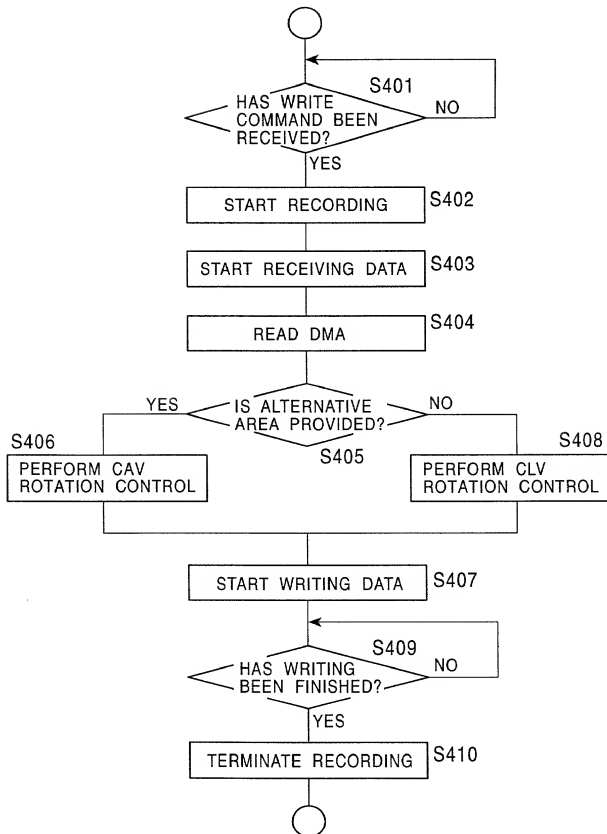 S401
HAS WRITE
COMMAND BEEN
RECEIVED?
NO
YES
START RECORDING
S402
START RECEIVING DATA
S403
READ DMA
S404
YES
IS ALTERNATIVE
AREA PROVIDED?
NO
S405
S406
PERFORM CAV
ROTATION CONTROL
S408
PERFORM CLV
ROTATION CONTROL
START WRITING DATA
S407
S409
HAS WRITING
BEEN FINISHED?
NO
YES
TERMINATE RECORDING
S410